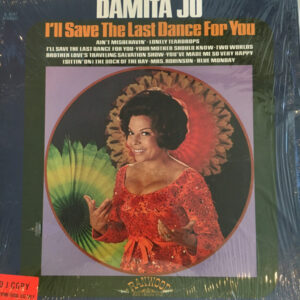 DAMITA JO
I'll Save The Last Dance For You
AIN'T MISBEHAVIN' · LONELY TEARDROPS
I'LL SAVE THE LAST DANCE FOR YOU · YOUR MOTHER SHOULD KNOW · TWO WORLDS
BROTHER LOVE'S TRAVELING SALVATION SHOW · YOU'VE MADE ME SO VERY HAPPY
(SITTIN' ON) THE DOCK OF THE BAY · MRS. ROBINSON · BLUE MONDAY
D J COPY
RANWOOD